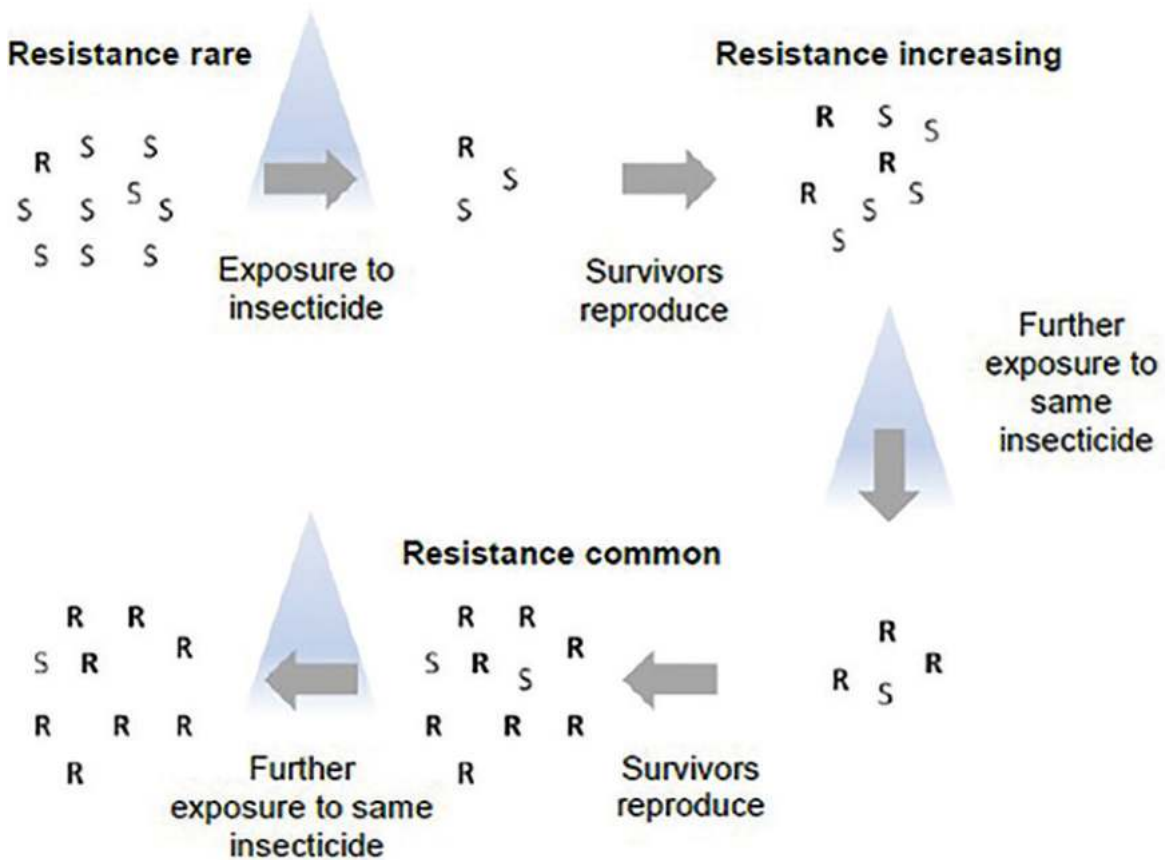 Resistance rare
R S S
S
S S S
S S S
Exposure to
insecticide
R
S
S
Survivors
reproduce
Resistance increasing
R S S
R
R S
S
S
Further
exposure to
same
insecticide
R
R
R S
Survivors
reproduce
Resistance common
R R
R
S R
S
R R R
R
Further
exposure to same
insecticide
R R
R
S R
R R R
R